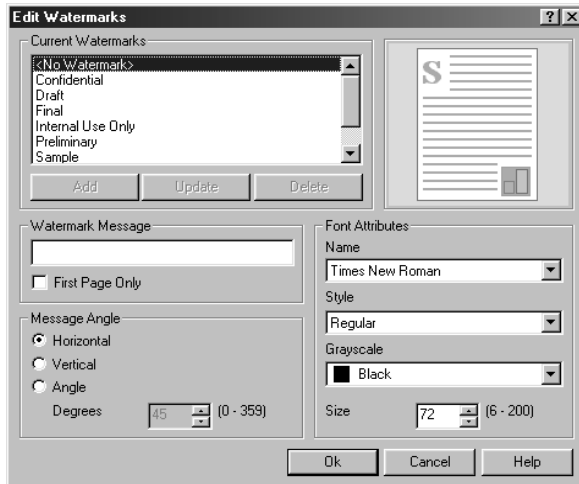 Edit Watermarks
Current Watermarks
<No Watermark>
Confidential
Draft
Final
Internal Use Only
Preliminary
Sample
Add Update Delete
S
Watermark Message
First Page Only
Message Angle
Horizontal
Vertical
Angle
Degrees 45 (0 - 359)
Font Attributes
Name
Times New Roman
Style
Regular
Grayscale
Black
Size 72 (6 - 200)
Ok Cancel Help